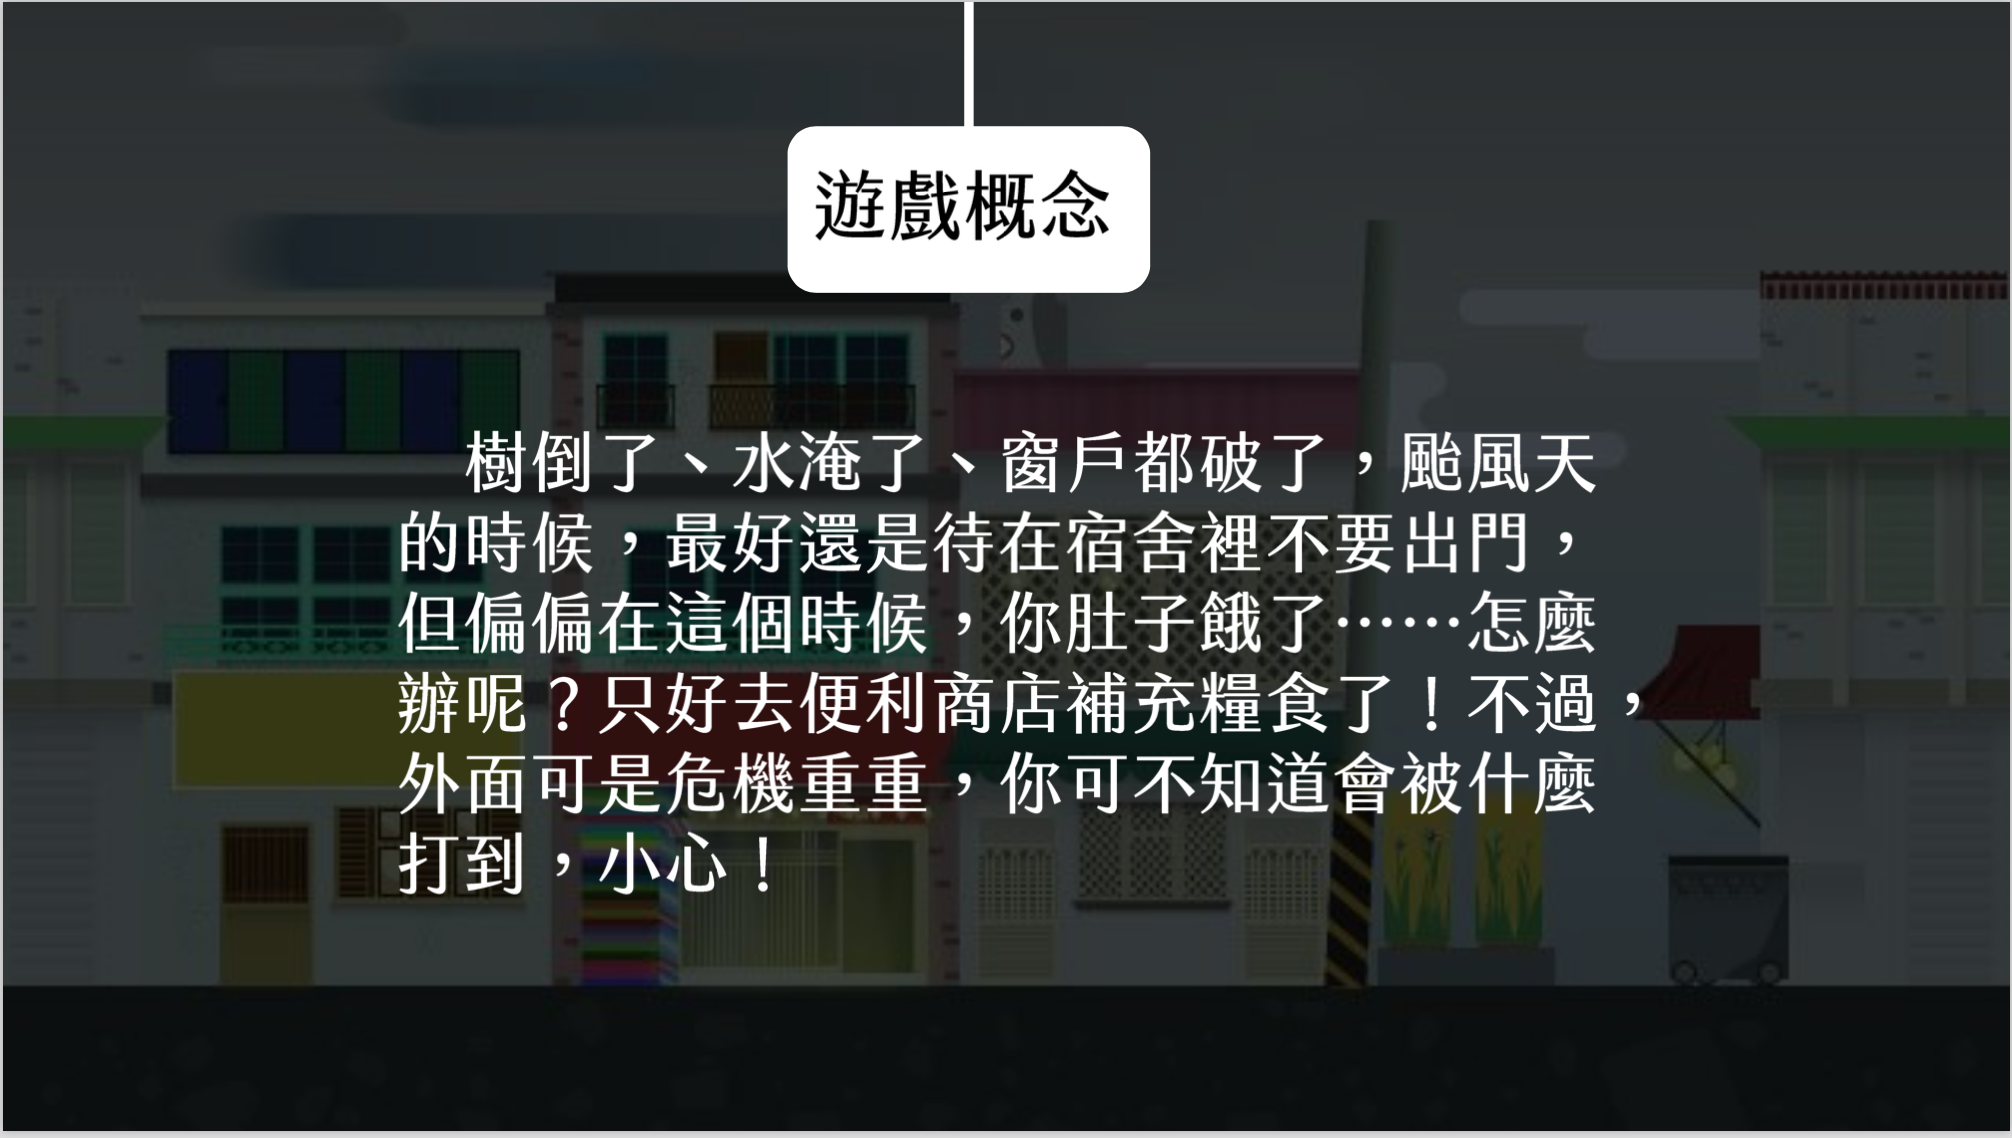 遊戲概念
樹倒了、水淹了、窗戶都破了，颱風天
的時候，最好還是待在宿舍裡不要出門，
但偏偏在這個時候，你肚子餓了……怎麼
辦呢？只好去便利商店補充糧食了！不過，
外面可是危機重重，你可不知道會被什麼
打到，小心！